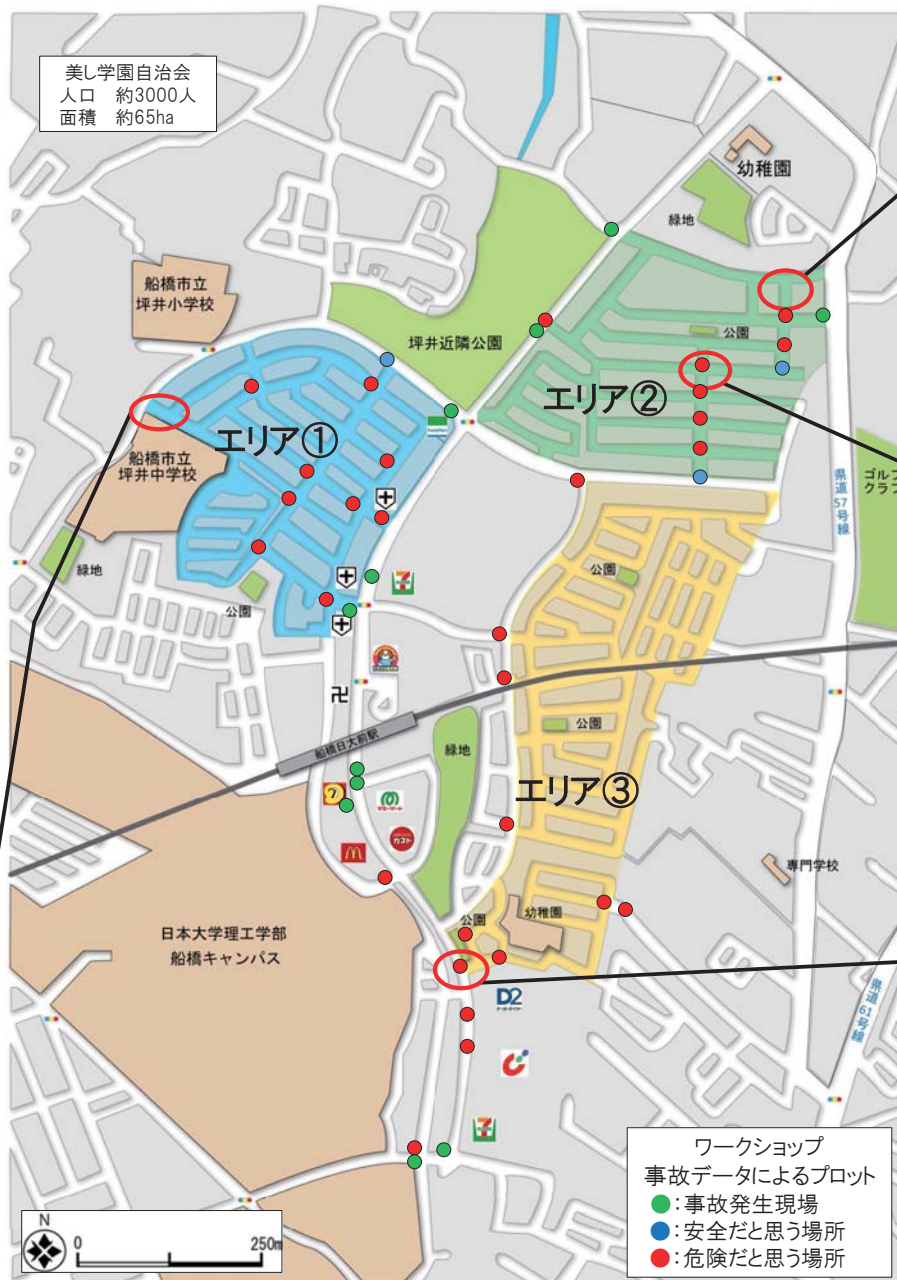 美し学園自治会
人口 約3000人
面積 約65ha
幼稚園
緑地
船橋市立
坪井小学校
坪井近隣公園
公園
エリア②
エリア①
船橋市立
坪井中学校
県道57号線
ゴルフ
クラブ
緑地
公園
公園
卍
公園
船橋日大前駅
緑地
エリア③
専門学校
公園
幼稚園
日本大学理工学部
船橋キャンパス
D2
県道61号線
ワークショップ
事故データによるプロット
●:事故発生現場
●:安全だと思う場所
●:危険だと思う場所
N
0 250m